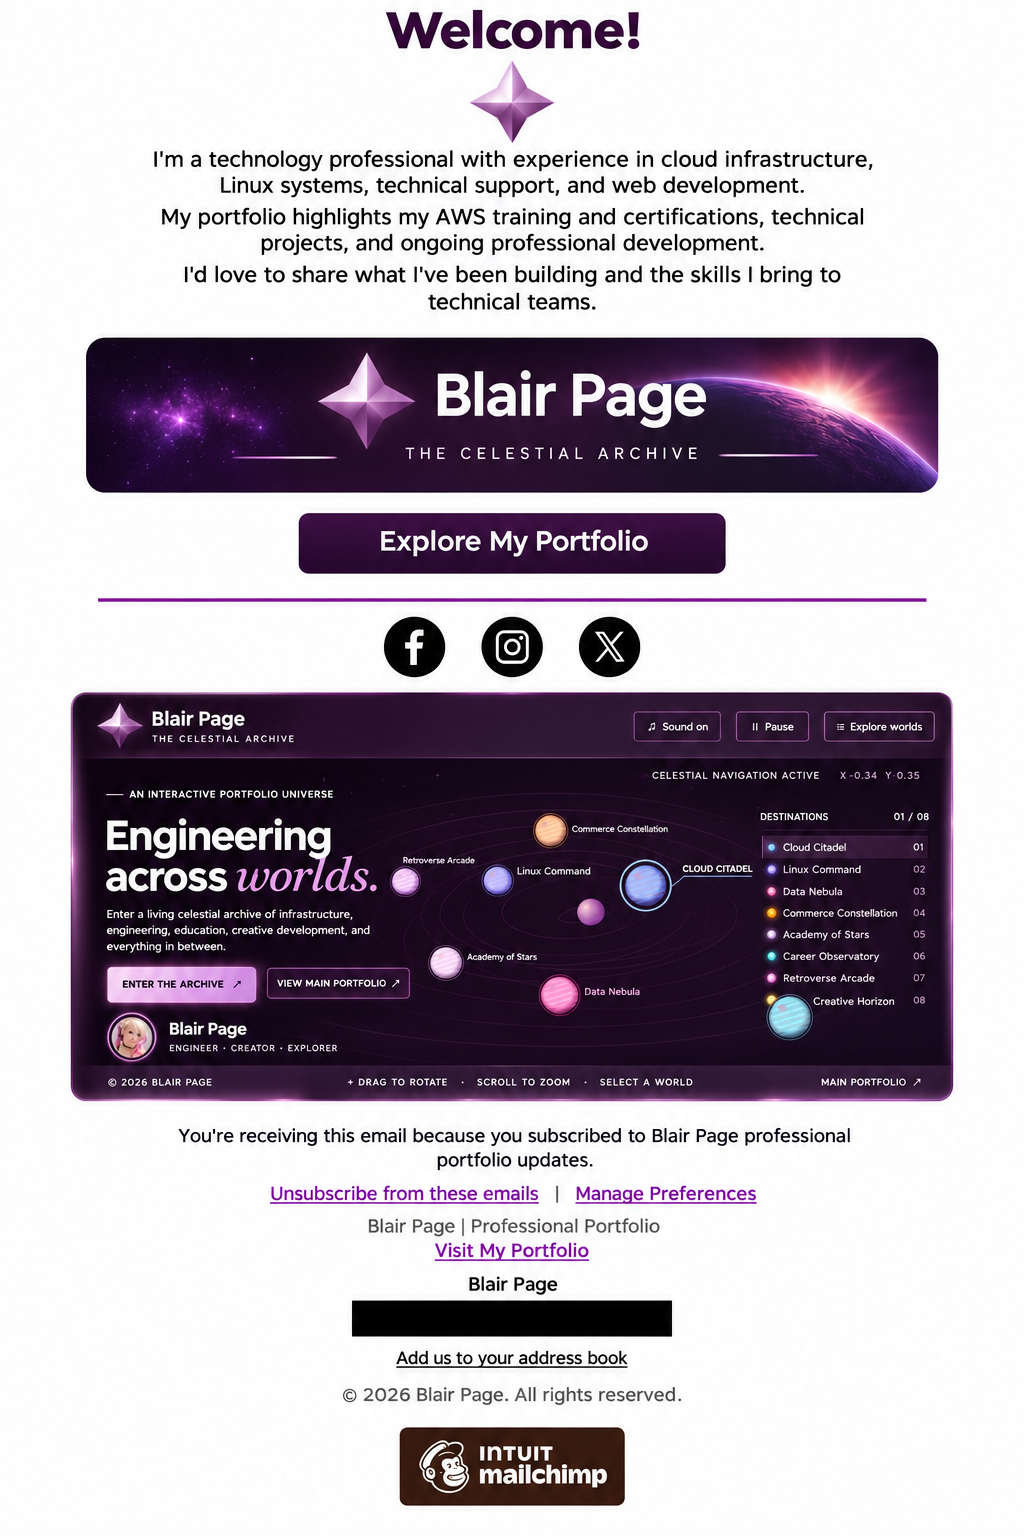 Welcome!
I'm a technology professional with experience in cloud infrastructure,
Linux systems, technical support, and web development.
My portfolio highlights my AWS training and certifications, technical
projects, and ongoing professional development.
I'd love to share what I've been building and the skills I bring to
technical teams.
Blair Page
THE CELESTIAL ARCHIVE
Explore My Portfolio
Blair Page
THE CELESTIAL ARCHIVE
Sound on
Pause
Explore worlds
CELESTIAL NAVIGATION ACTIVE X -0.34 Y 0.35
AN INTERACTIVE PORTFOLIO UNIVERSE
Engineering
across worlds.
Enter a living celestial archive of infrastructure,
engineering, education, creative development, and
everything in between.
ENTER THE ARCHIVE ↗
VIEW MAIN PORTFOLIO ↗
Blair Page
ENGINEER · CREATOR · EXPLORER
Commerce Constellation
Retroverse Arcade
Linux Command
CLOUD CITADEL
Academy of Stars
Data Nebula
DESTINATIONS 01 / 08
Cloud Citadel 01
Linux Command 02
Data Nebula 03
Commerce Constellation 04
Academy of Stars 05
Career Observatory 06
Retroverse Arcade 07
Creative Horizon 08
© 2026 BLAIR PAGE
+ DRAG TO ROTATE · SCROLL TO ZOOM · SELECT A WORLD
MAIN PORTFOLIO ↗
You're receiving this email because you subscribed to Blair Page professional
portfolio updates.
Unsubscribe from these emails | Manage Preferences
Blair Page | Professional Portfolio
Visit My Portfolio
Blair Page
Add us to your address book
© 2026 Blair Page. All rights reserved.
INTUIT
mailchimp